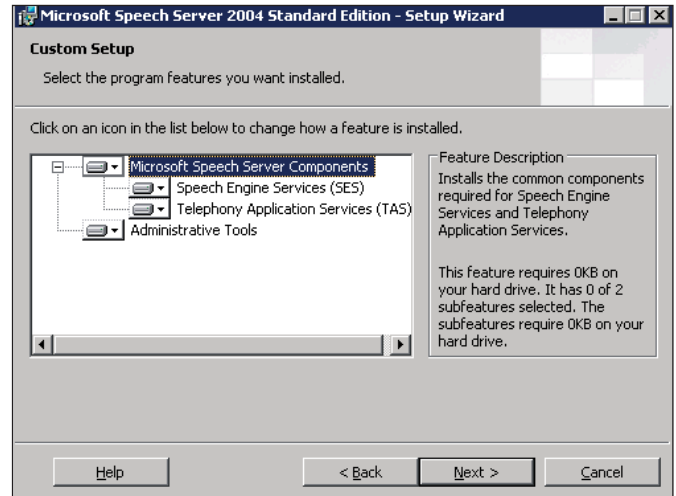 Microsoft Speech Server 2004 Standard Edition - Setup Wizard
Custom Setup
Select the program features you want installed.
Click on an icon in the list below to change how a feature is installed.
Microsoft Speech Server Components
Speech Engine Services (SES)
Telephony Application Services (TAS)
Administrative Tools
Feature Description
Installs the common components
required for Speech Engine
Services and Telephony
Application Services.
This feature requires 0KB on
your hard drive. It has 0 of 2
subfeatures selected. The
subfeatures require 0KB on your
hard drive.
Help
< Back
Next >
Cancel